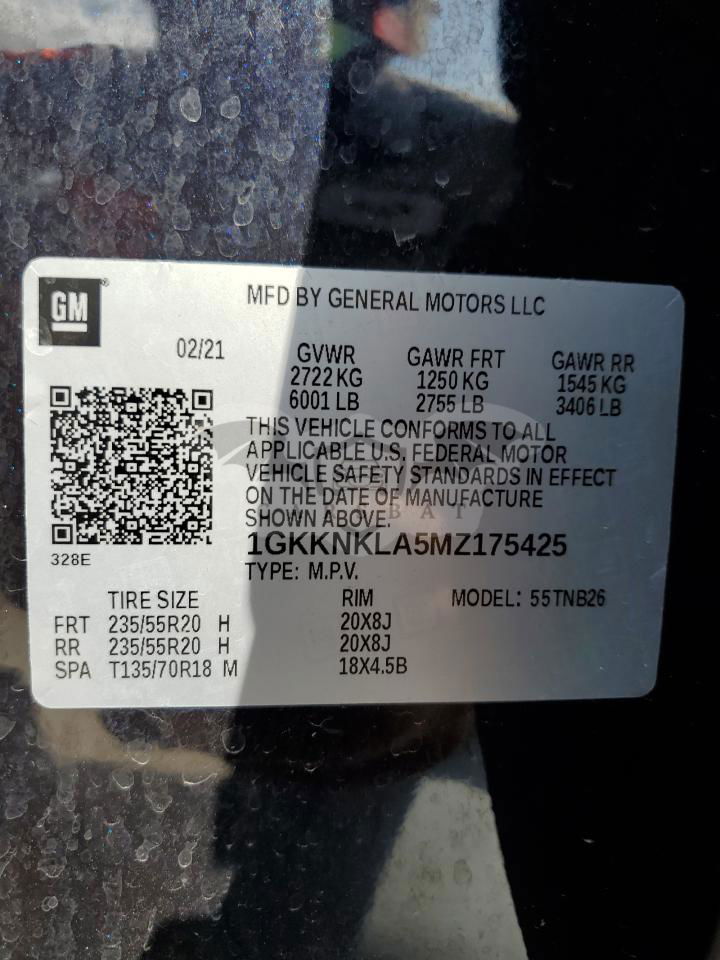 GM
MFD BY GENERAL MOTORS LLC
02/21
GVWR GAWR FRT GAWR RR
2722 KG 1250 KG 1545 KG
6001 LB 2755 LB 3406 LB
THIS VEHICLE CONFORMS TO ALL
APPLICABLE U.S. FEDERAL MOTOR
VEHICLE SAFETY STANDARDS IN EFFECT
ON THE DATE OF MANUFACTURE
SHOWN ABOVE.
328E
1GKKNKLA5MZ175425
TYPE: M.P.V.
TIRE SIZE RIM MODEL: 55TNB26
FRT 235/55R20 H 20X8J
RR 235/55R20 H 20X8J
SPA T135/70R18 M 18X4.5B